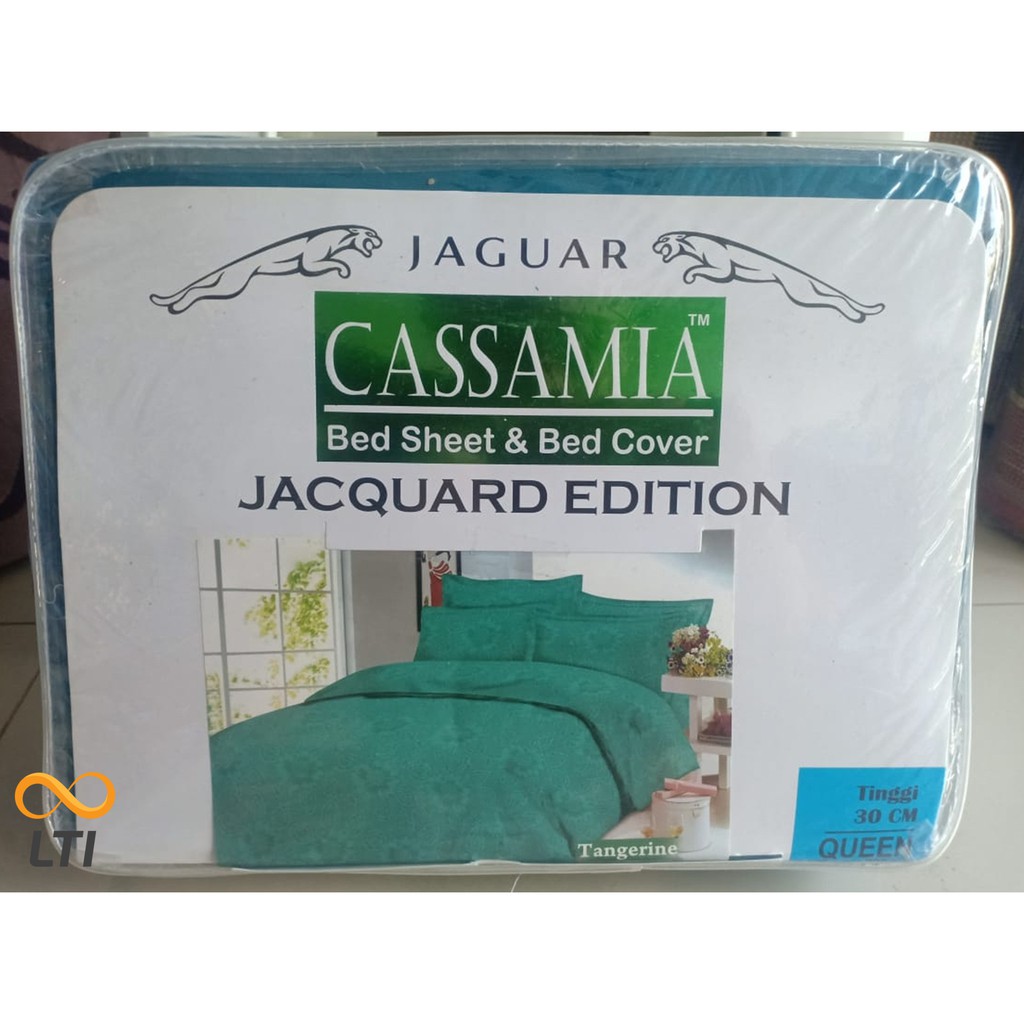 JAGUAR
CASSAMIA™
Bed Sheet & Bed Cover
JACQUARD EDITION
Tangerine
Tinggi
30 CM
QUEEN
LTI